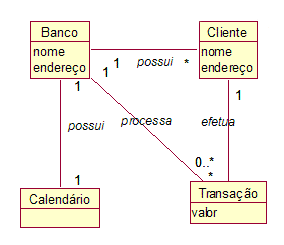 Banco
nome
endereço
Cliente
nome
endereço
1
possui
*
1
1
1
possui
processa
efetua
1
0..*
*
Calendário
Transação
valor